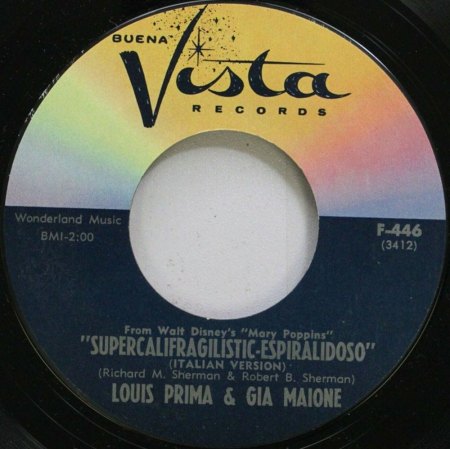 BUENA
Vista
RECORDS
Wonderland Music
BMI-2:00
F-446
(3412)
From Walt Disney's "Mary Poppins"
"SUPERCALIFRAGILISTIC-ESPIRALIDOSO"
(ITALIAN VERSION)
(Richard M. Sherman & Robert B. Sherman)
LOUIS PRIMA & GIA MAIONE